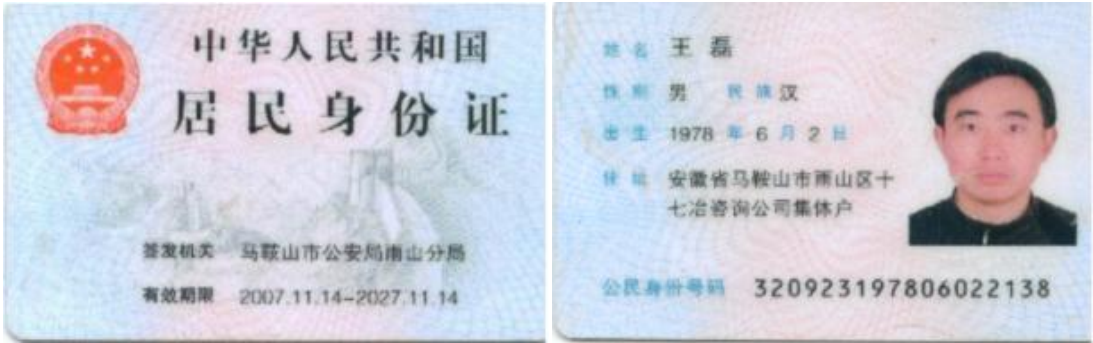 中华人民共和国
居民身份证
签发机关 马鞍山市公安局雨山分局
有效期限 2007.11.14-2027.11.14
姓名 王磊
性别 男 民族 汉
出生 1978 年 6 月 2 日
住址 安徽省马鞍山市雨山区十
七冶咨询公司集体户
公民身份号码 320923197806022138